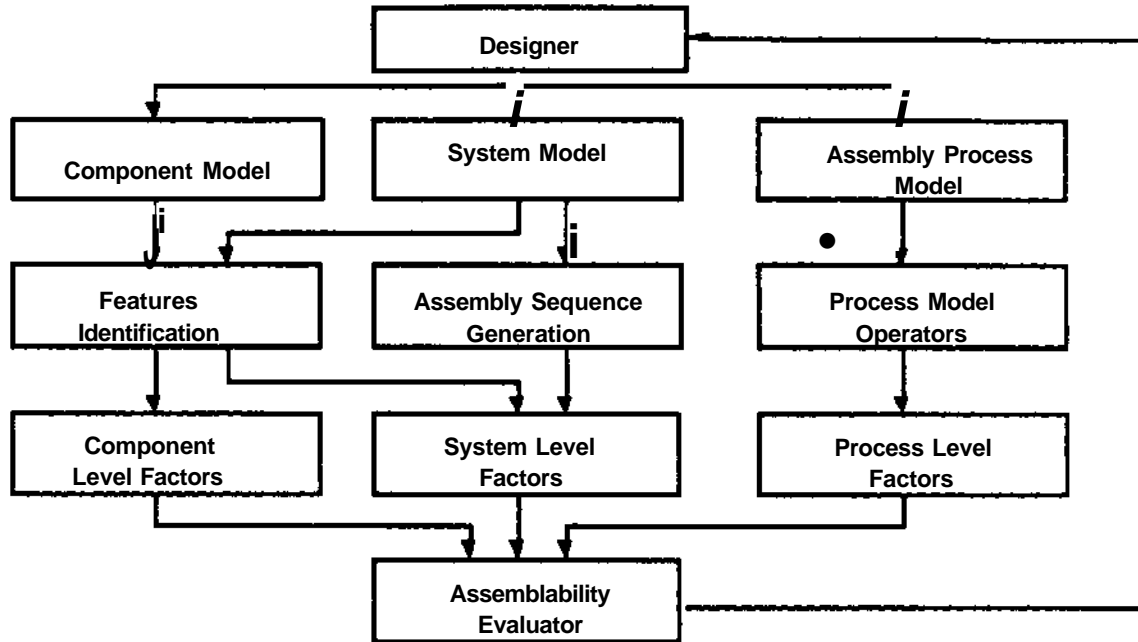 Designer
Component Model
System Model
Assembly Process
Model
Features
Identification
Assembly Sequence
Generation
Process Model
Operators
Component
Level Factors
System Level
Factors
Process Level
Factors
Assemblability
Evaluator